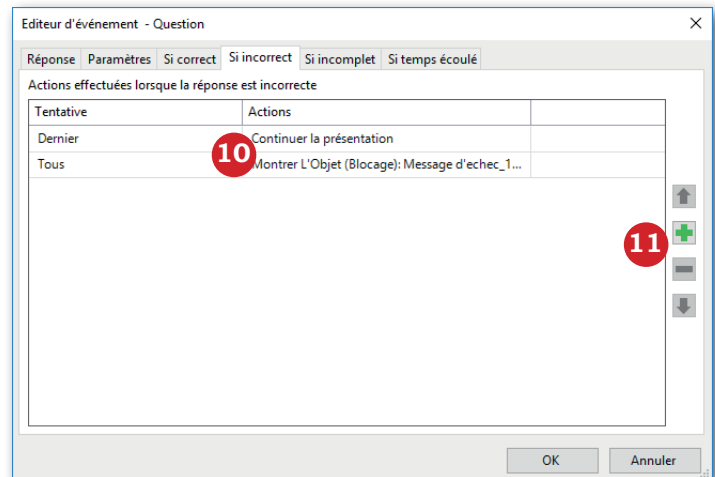 Editeur d'événement - Question
Réponse Paramètres Si correct Si incorrect Si incomplet Si temps écoulé
Actions effectuées lorsque la réponse est incorrecte
Tentative Actions
Dernier Continuer la présentation
10
Tous Montrer L'Objet (Blocage): Message d'echec_1...
11
OK Annuler